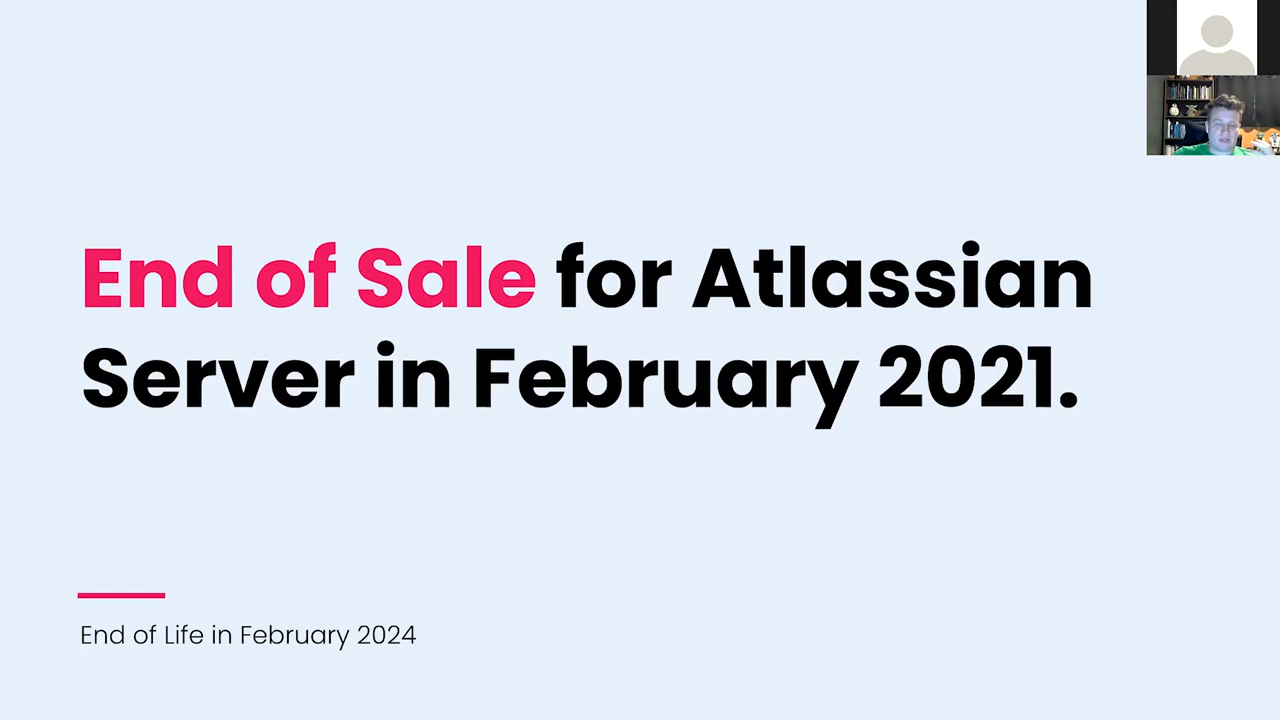 End of Sale for Atlassian
Server in February 2021.
End of Life in February 2024